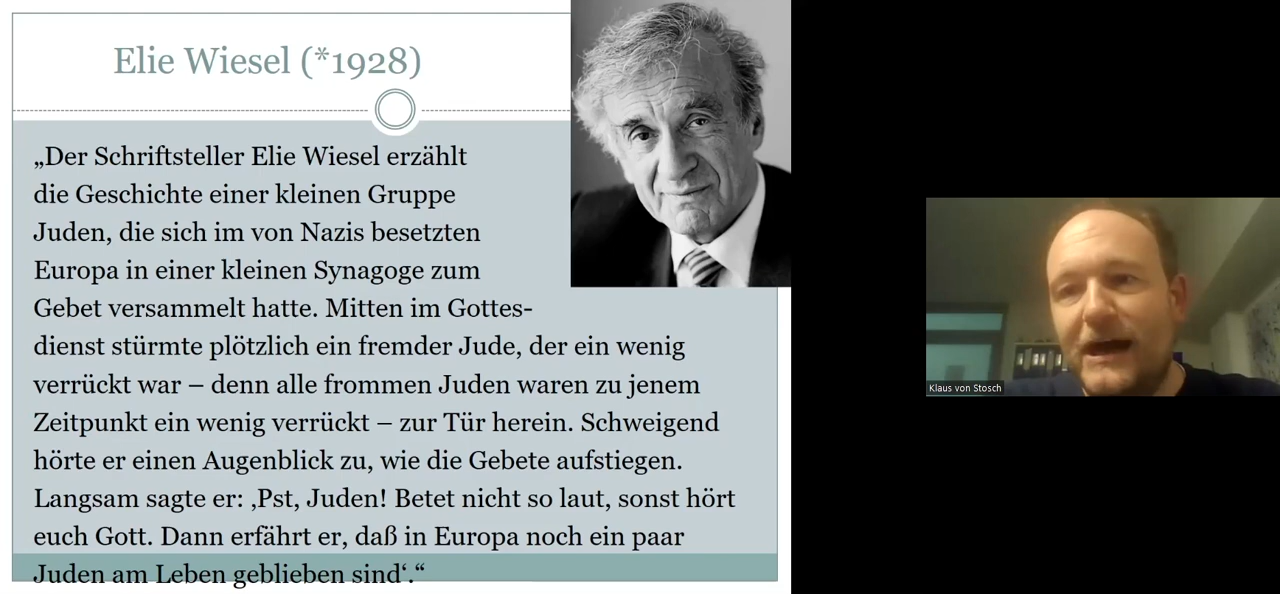 Elie Wiesel (*1928)
„Der Schriftsteller Elie Wiesel erzählt
die Geschichte einer kleinen Gruppe
Juden, die sich im von Nazis besetzten
Europa in einer kleinen Synagoge zum
Gebet versammelt hatte. Mitten im Gottes-
dienst stürmte plötzlich ein fremder Jude, der ein wenig
verrückt war – denn alle frommen Juden waren zu jenem
Zeitpunkt ein wenig verrückt – zur Tür herein. Schweigend
hörte er einen Augenblick zu, wie die Gebete aufstiegen.
Langsam sagte er: ‚Pst, Juden! Betet nicht so laut, sonst hört
euch Gott. Dann erfährt er, daß in Europa noch ein paar
Juden am Leben geblieben sind‘.“
Klaus von Stosch